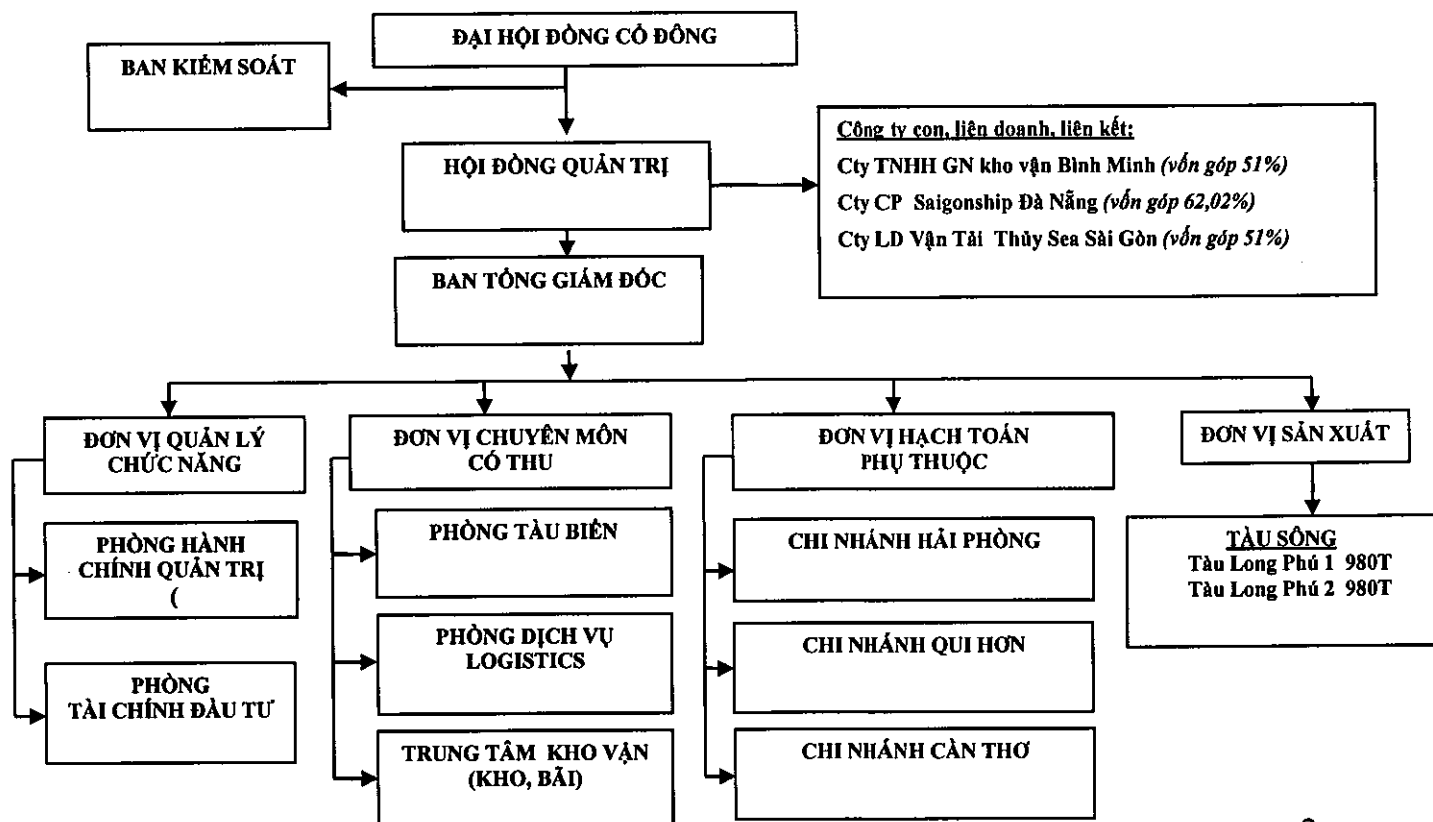 ĐẠI HỘI ĐỒNG CỔ ĐÔNG
BAN KIỂM SOÁT
Công ty con, liên doanh, liên kết:
Cty TNHH GN kho vận Bình Minh (vốn góp 51%)
Cty CP Saigonship Đà Nẵng (vốn góp 62,02%)
Cty LD Vận Tải Thủy Sea Sài Gòn (vốn góp 51%)
HỘI ĐỒNG QUẢN TRỊ
BAN TỔNG GIÁM ĐỐC
ĐƠN VỊ QUẢN LÝ
CHỨC NĂNG
PHÒNG HÀNH
CHÍNH QUẢN TRỊ
(
PHÒNG
TÀI CHÍNH ĐẦU TƯ
ĐƠN VỊ CHUYÊN MÔN
CÓ THU
PHÒNG TÀU BIỂN
PHÒNG DỊCH VỤ
LOGISTICS
TRUNG TÂM KHO VẬN
(KHO, BÃI)
ĐƠN VỊ HẠCH TOÁN
PHỤ THUỘC
CHI NHÁNH HẢI PHÒNG
CHI NHÁNH QUI HƠN
CHI NHÁNH CẦN THƠ
ĐƠN VỊ SẢN XUẤT
TÀU SÔNG
Tàu Long Phú 1 980T
Tàu Long Phú 2 980T